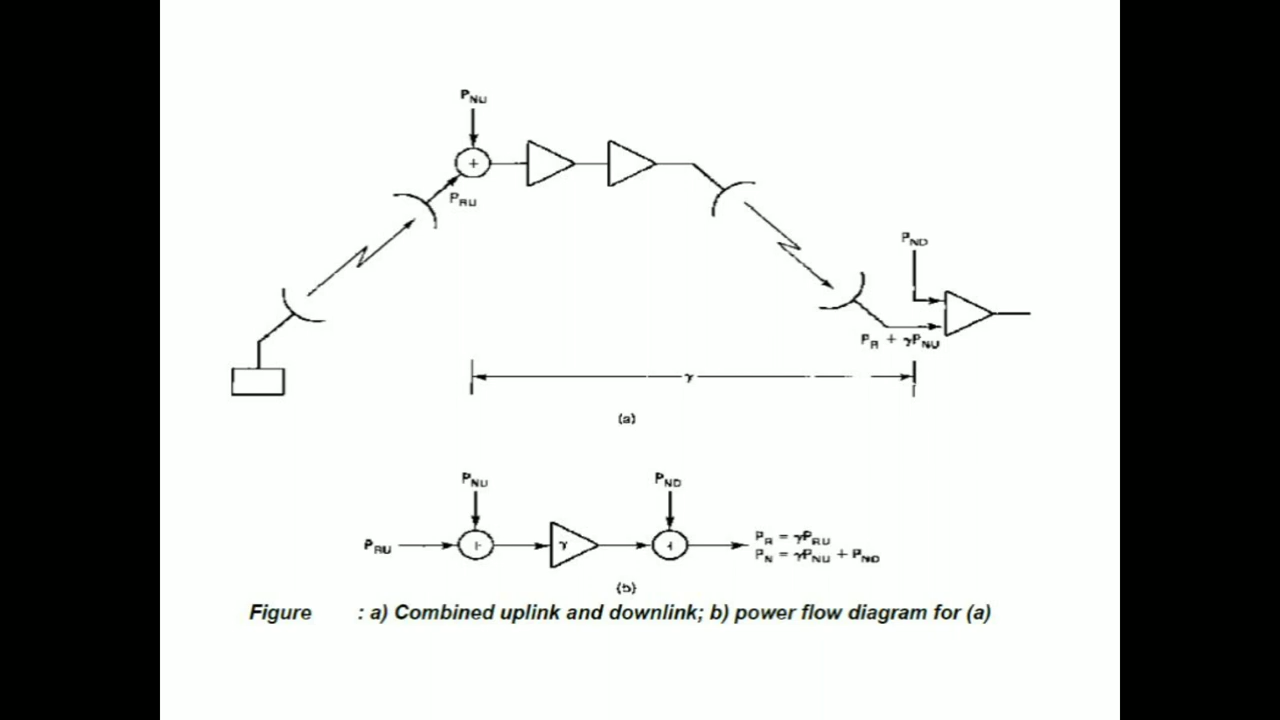 P_NU
P_RU
P_ND
P_R + γP_NU
γ
(a)
P_NU
P_ND
P_RU
γ
P_R = γP_RU
P_N = γP_NU + P_ND
(b)
Figure : a) Combined uplink and downlink; b) power flow diagram for (a)